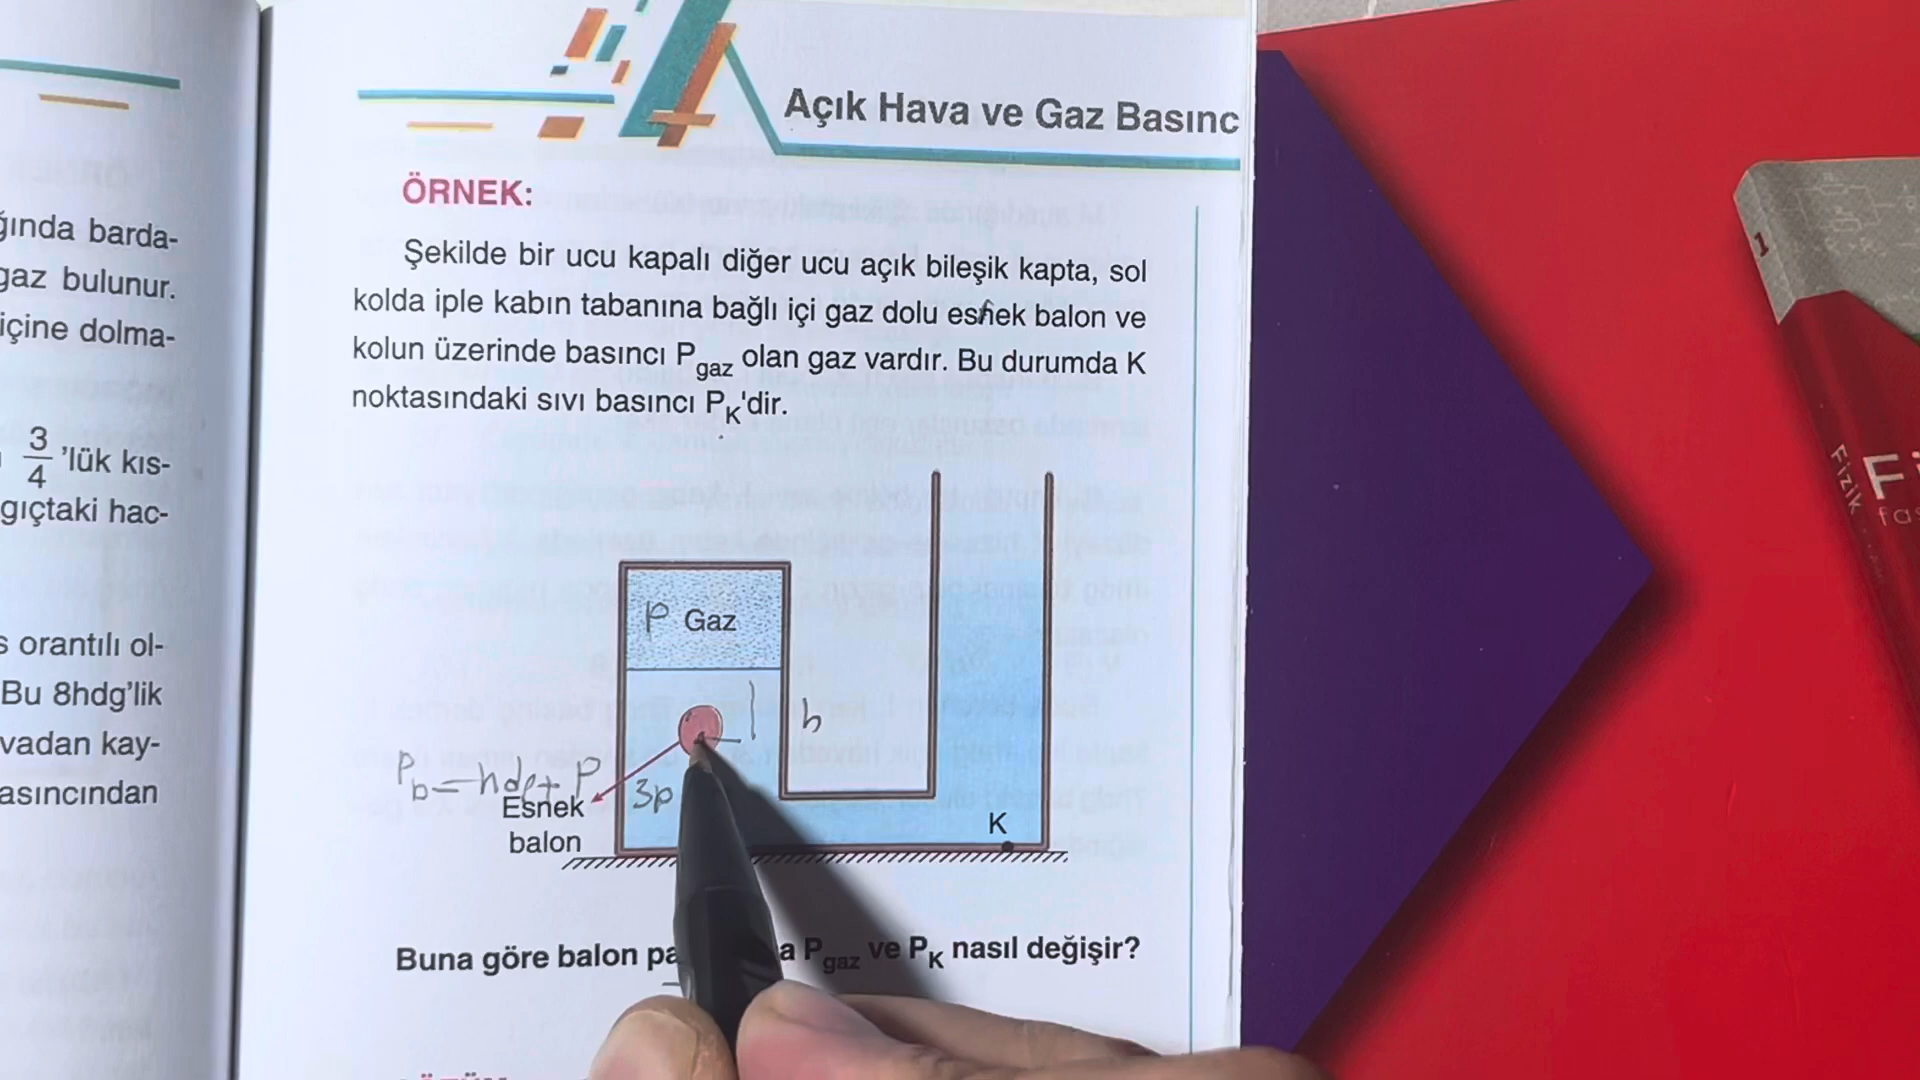 Açık Hava ve Gaz Basınc
ğında barda-
gaz bulunur.
içine dolma-
3
4
'lük kıs-
gıçtaki hac-
s orantılı ol-
Bu 8hdg'lik
vadan kay-
asıncından
ÖRNEK:
Şekilde bir ucu kapalı diğer ucu açık bileşik kapta, sol
kolda iple kabın tabanına bağlı içi gaz dolu esnek balon ve
kolun üzerinde basıncı Pgaz olan gaz vardır. Bu durumda K
noktasındaki sıvı basıncı PK'dir.
P Gaz
h
Pb = hdg + P
3p
Esnek
balon
K
Buna göre balon pa a Pgaz ve PK nasıl değişir?
1
Fizik